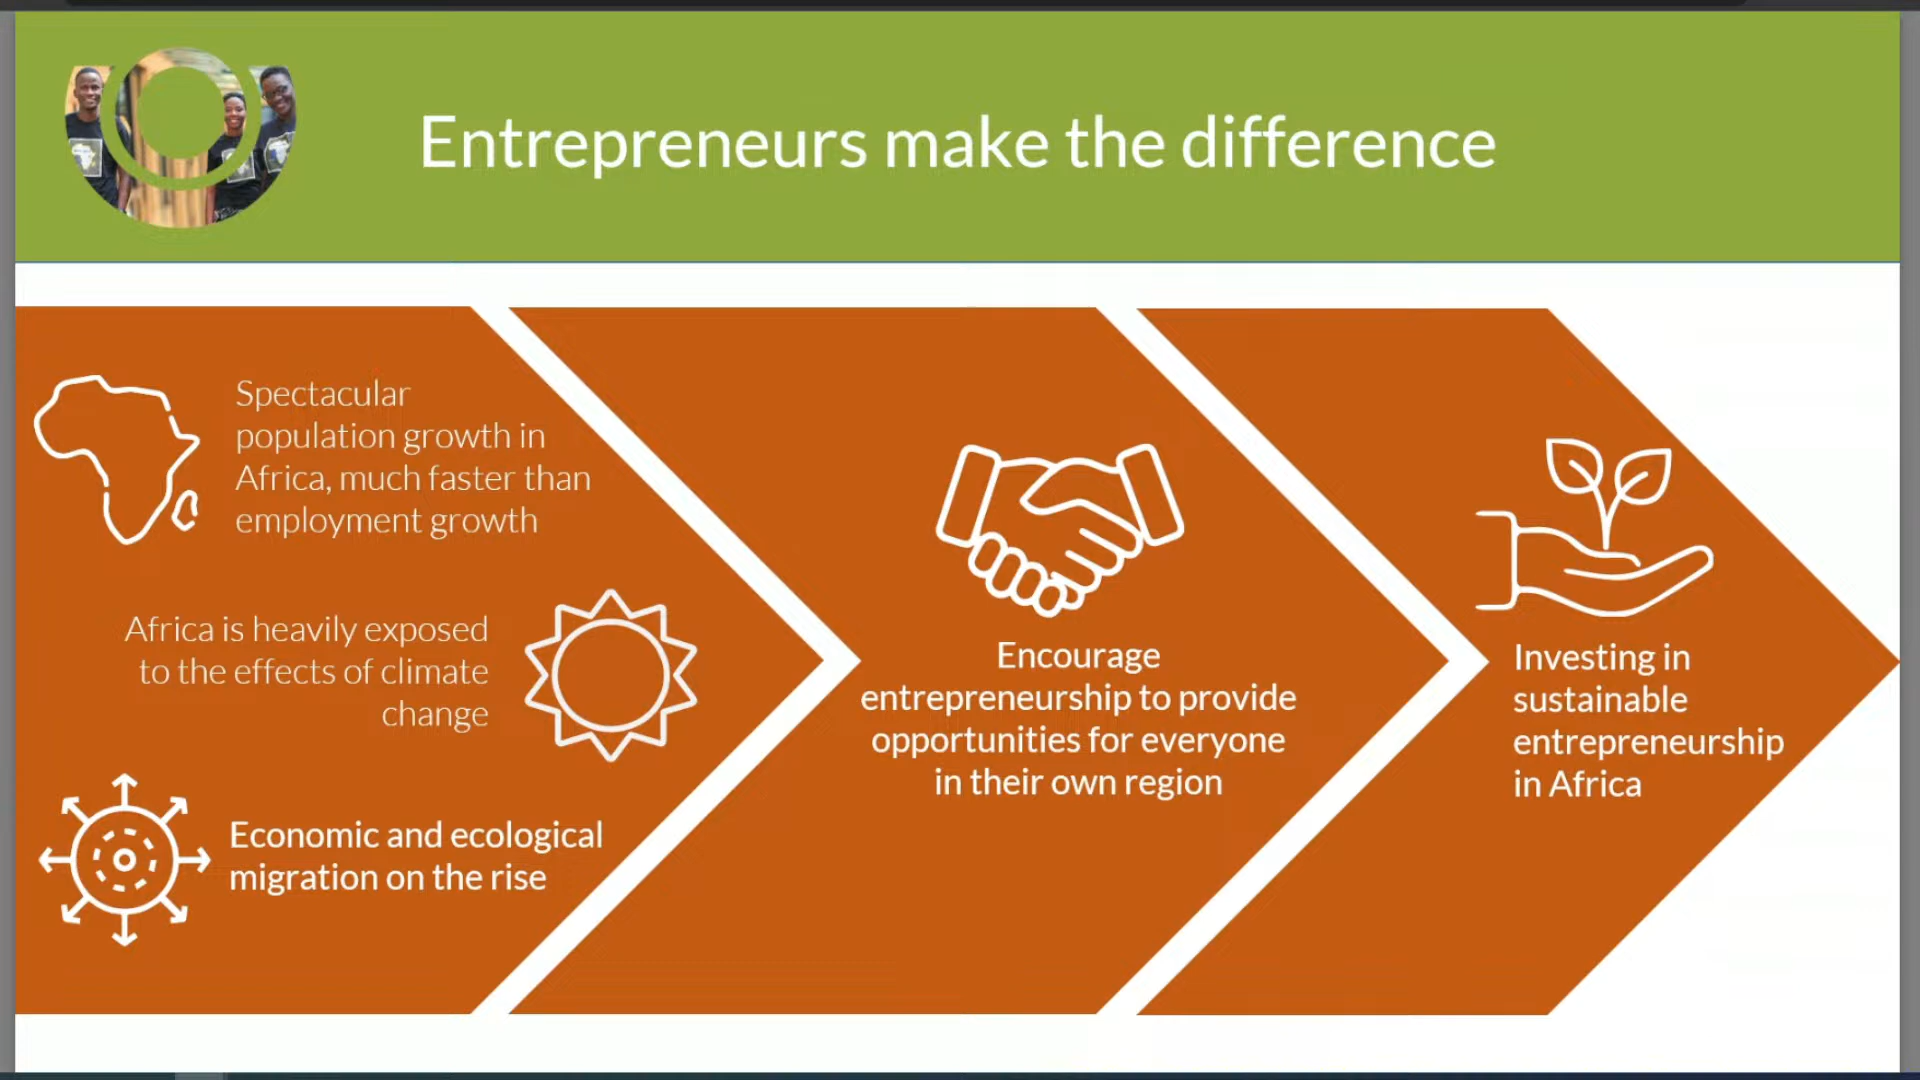 Entrepreneurs make the difference
Spectacular
population growth in
Africa, much faster than
employment growth
Africa is heavily exposed
to the effects of climate
change
Economic and ecological
migration on the rise
Encourage
entrepreneurship to provide
opportunities for everyone
in their own region
Investing in
sustainable
entrepreneurship
in Africa